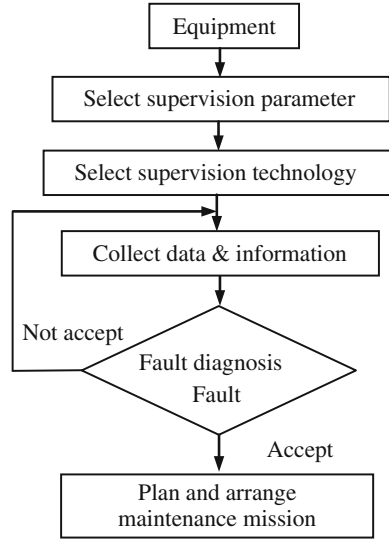 Equipment
Select supervision parameter
Select supervision technology
Collect data & information
Not accept
Fault diagnosis
Fault
Accept
Plan and arrange
maintenance mission